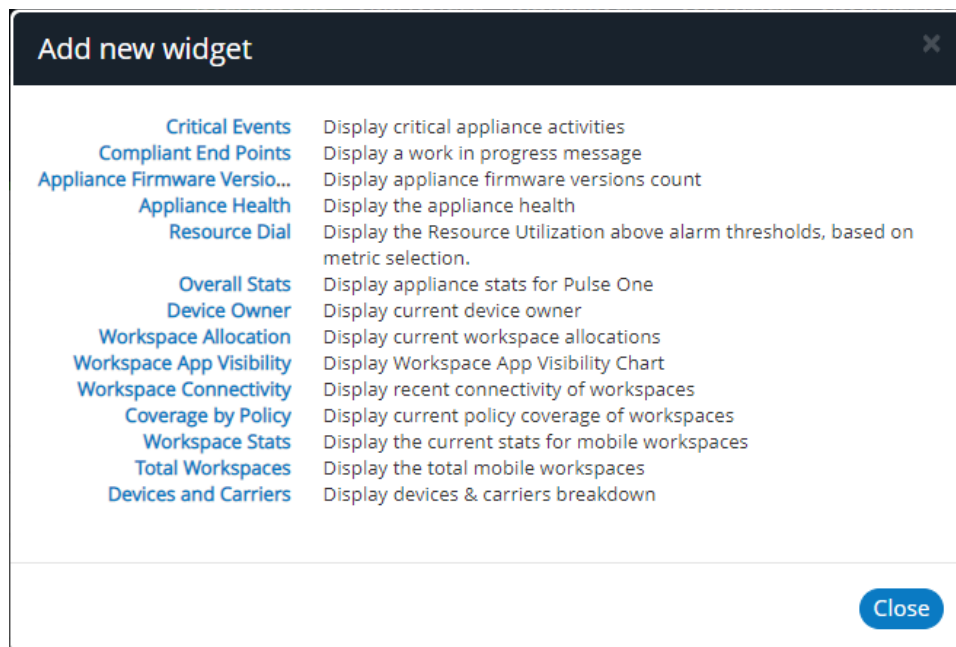 Add new widget ×
Critical Events Display critical appliance activities
Compliant End Points Display a work in progress message
Appliance Firmware Versio... Display appliance firmware versions count
Appliance Health Display the appliance health
Resource Dial Display the Resource Utilization above alarm thresholds, based on
metric selection.
Overall Stats Display appliance stats for Pulse One
Device Owner Display current device owner
Workspace Allocation Display current workspace allocations
Workspace App Visibility Display Workspace App Visibility Chart
Workspace Connectivity Display recent connectivity of workspaces
Coverage by Policy Display current policy coverage of workspaces
Workspace Stats Display the current stats for mobile workspaces
Total Workspaces Display the total mobile workspaces
Devices and Carriers Display devices & carriers breakdown
Close